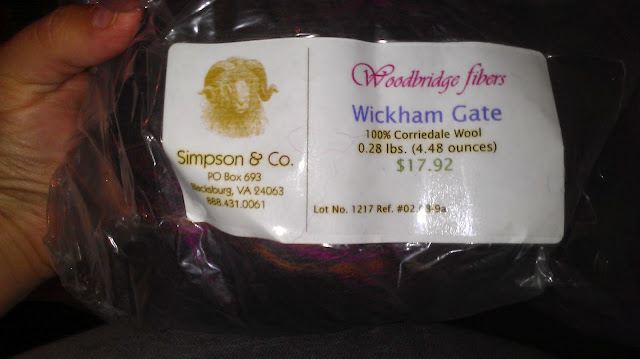 Simpson & Co.
PO Box 693
VA 24063
888.431.0061
Woodbridge fibers
Wickham Gate
100% Corriedale Wool
0.28 lbs. (4.48 ounces)
$17.92
Lot No. 1217 Ref.